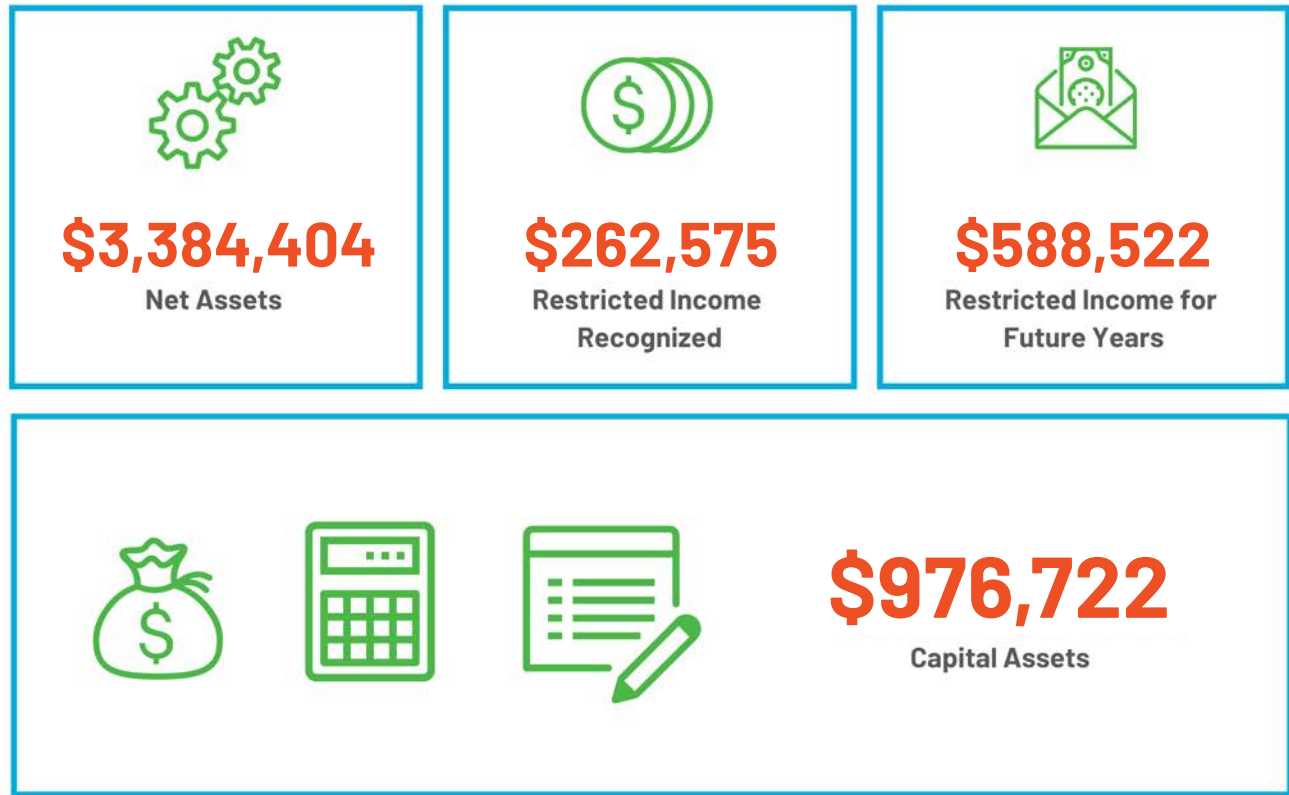 $3,384,404
Net Assets
$262,575
Restricted Income
Recognized
$588,522
Restricted Income for
Future Years
$
$
$976,722
Capital Assets